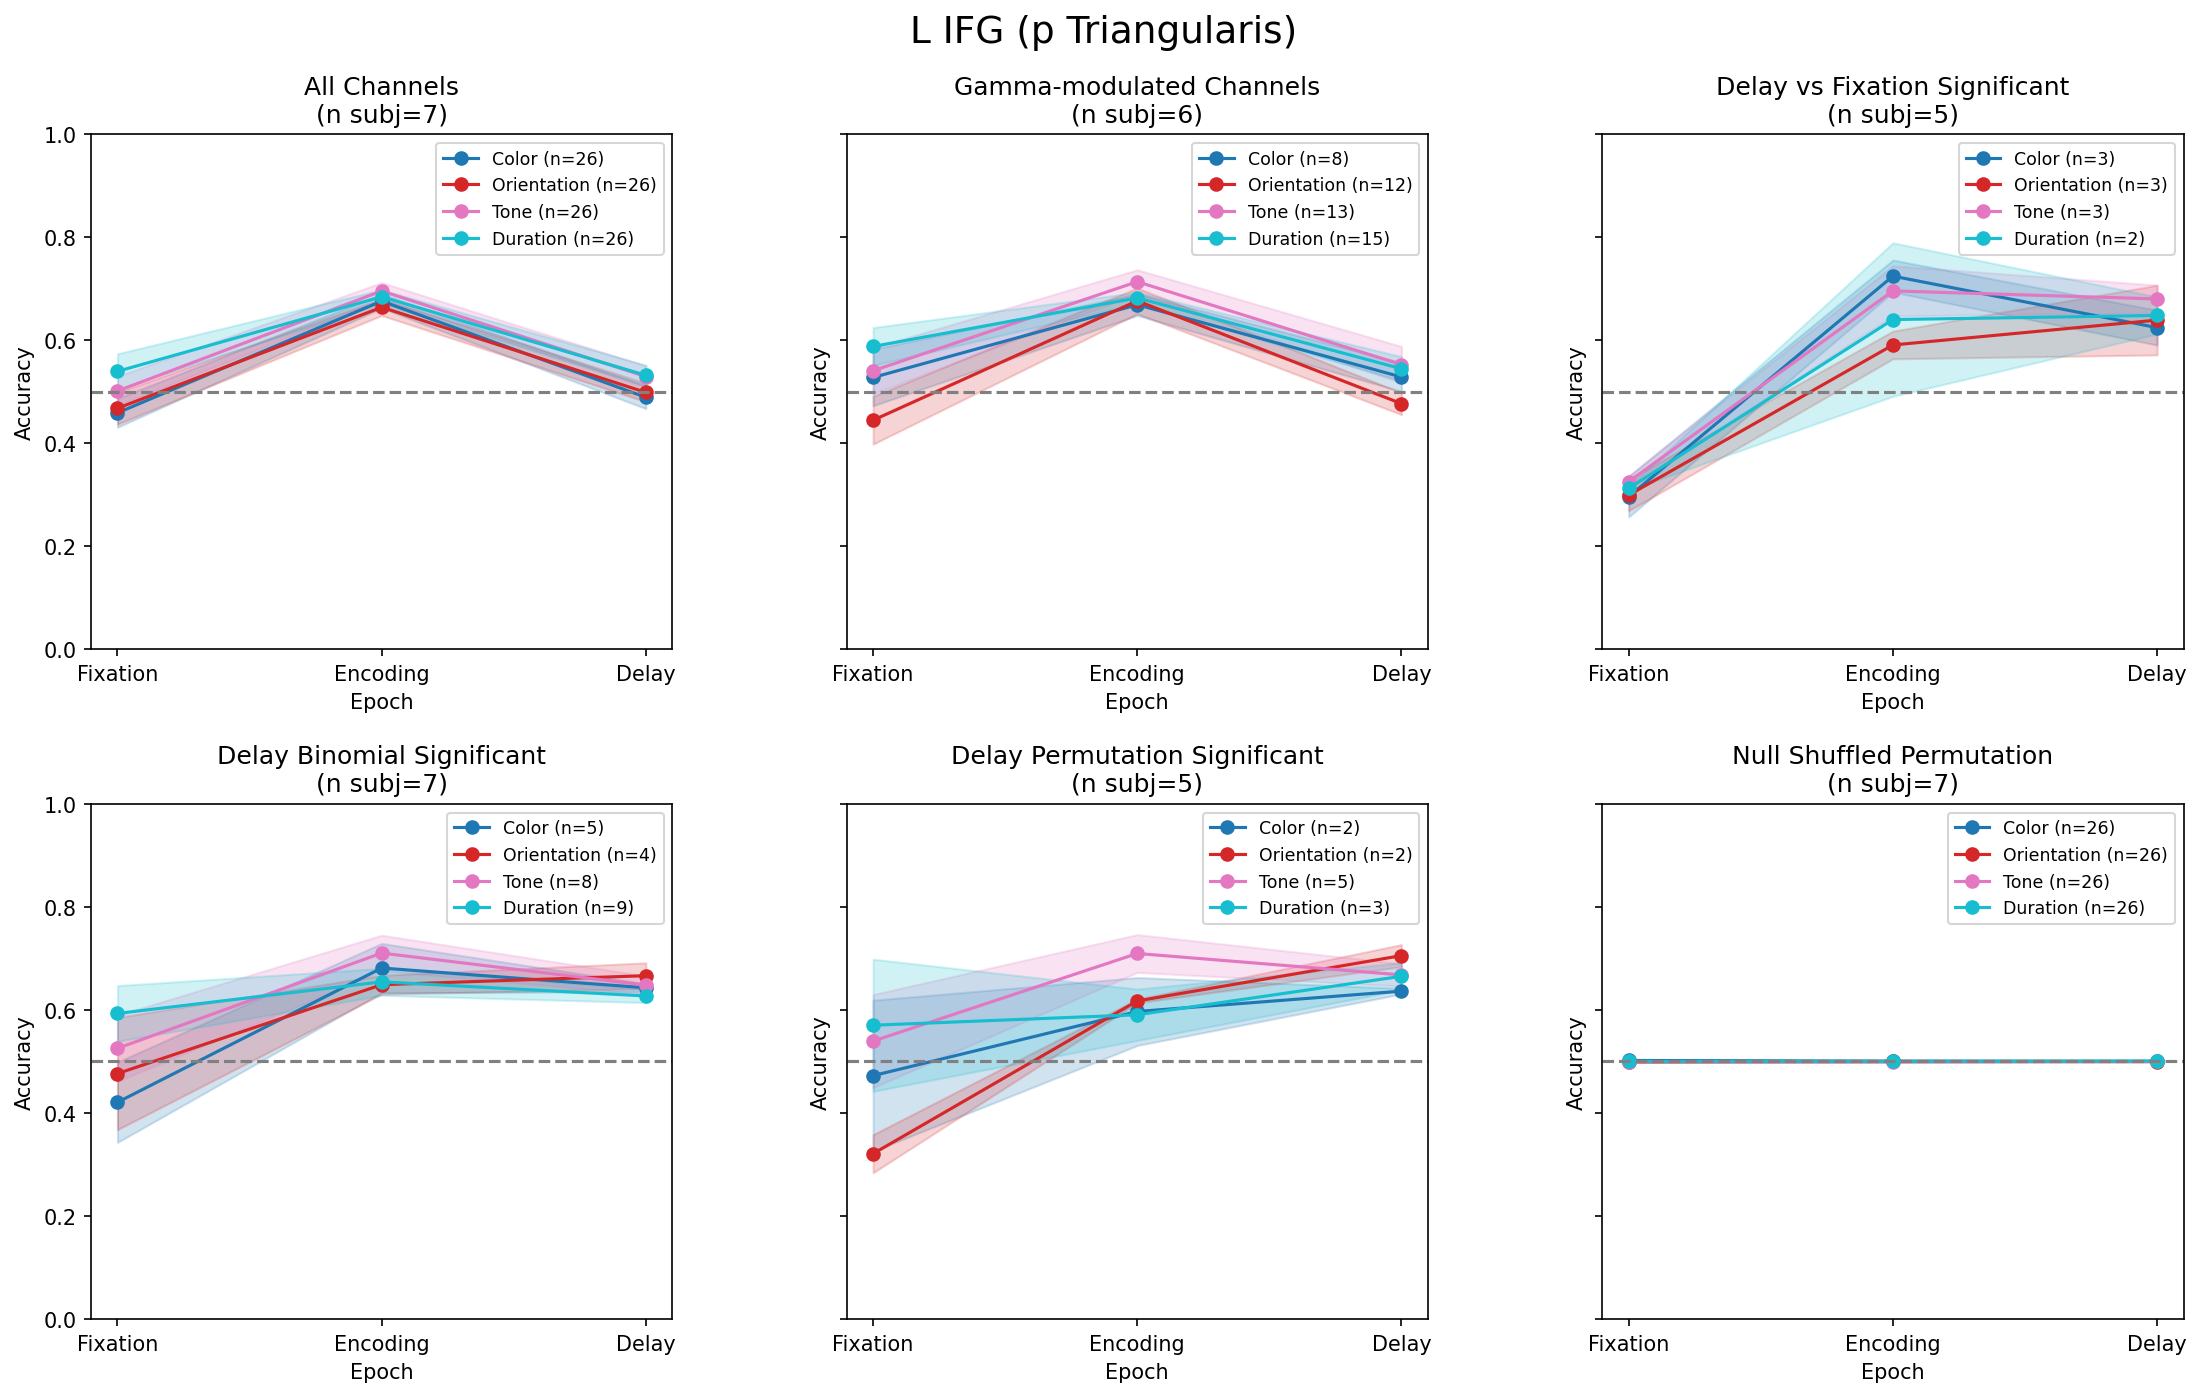 L IFG (p Triangularis)
All Channels
(n subj=7)
Color (n=26)
Orientation (n=26)
Tone (n=26)
Duration (n=26)
Accuracy
1.0
0.8
0.6
0.4
0.2
0.0
Fixation Encoding Delay
Epoch
Gamma-modulated Channels
(n subj=6)
Color (n=8)
Orientation (n=12)
Tone (n=13)
Duration (n=15)
Accuracy
Fixation Encoding Delay
Epoch
Delay vs Fixation Significant
(n subj=5)
Color (n=3)
Orientation (n=3)
Tone (n=3)
Duration (n=2)
Accuracy
Fixation Encoding Delay
Epoch
Delay Binomial Significant
(n subj=7)
Color (n=5)
Orientation (n=4)
Tone (n=8)
Duration (n=9)
Accuracy
1.0
0.8
0.6
0.4
0.2
0.0
Fixation Encoding Delay
Epoch
Delay Permutation Significant
(n subj=5)
Color (n=2)
Orientation (n=2)
Tone (n=5)
Duration (n=3)
Accuracy
Fixation Encoding Delay
Epoch
Null Shuffled Permutation
(n subj=7)
Color (n=26)
Orientation (n=26)
Tone (n=26)
Duration (n=26)
Accuracy
Fixation Encoding Delay
Epoch